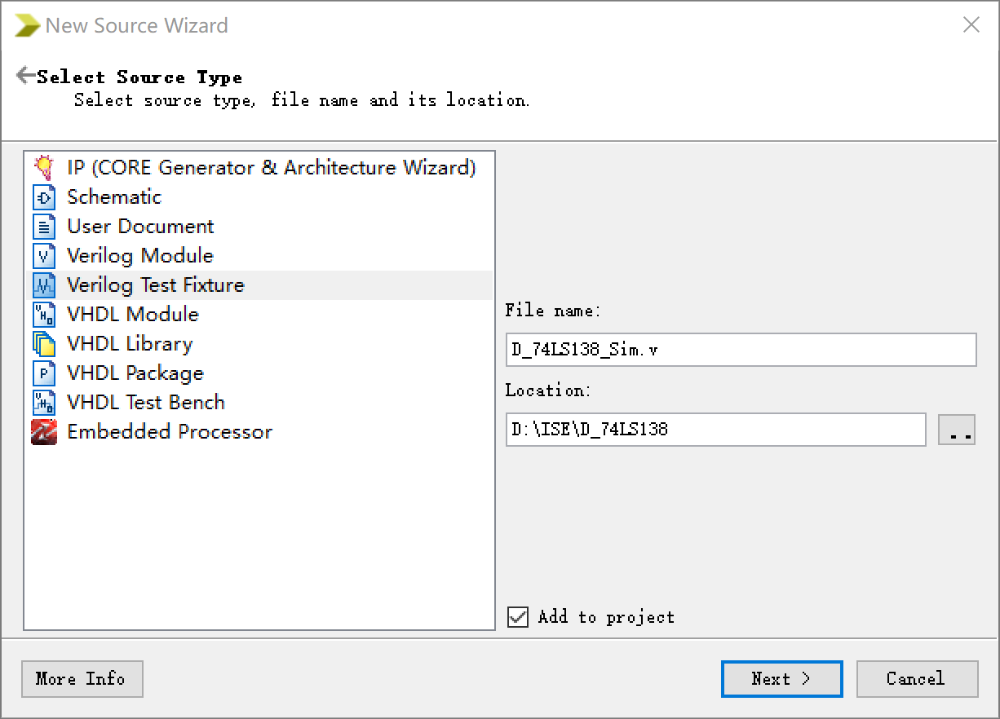 New Source Wizard
Select Source Type
Select source type, file name and its location.
IP (CORE Generator & Architecture Wizard)
Schematic
User Document
Verilog Module
Verilog Test Fixture
VHDL Module
VHDL Library
VHDL Package
VHDL Test Bench
Embedded Processor
File name:
D_74LS138_Sim.v
Location:
D:\ISE\D_74LS138
..
Add to project
More Info
Next >
Cancel